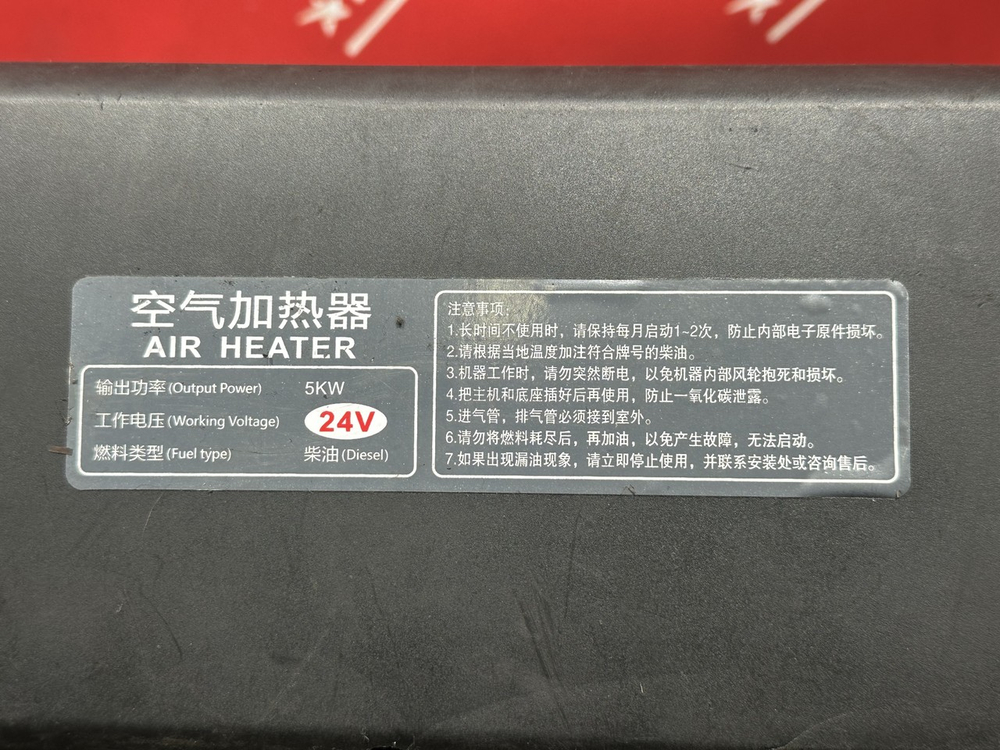 空气加热器
AIR HEATER
输出功率(Output Power) 5KW
工作电压(Working Voltage) 24V
燃料类型(Fuel type) 柴油(Diesel)
注意事项:
1.长时间不使用时，请保持每月启动1~2次，防止内部电子原件损坏。
2.请根据当地温度加注符合牌号的柴油。
3.机器工作时，请勿突然断电，以免机器内部风轮抱死和损坏。
4.把主机和底座插好后再使用，防止一氧化碳泄露。
5.进气管，排气管必须接到室外。
6.请勿将燃料耗尽后，再加油，以免产生故障，无法启动。
7.如果出现漏油现象，请立即停止使用，并联系安装处或咨询售后。